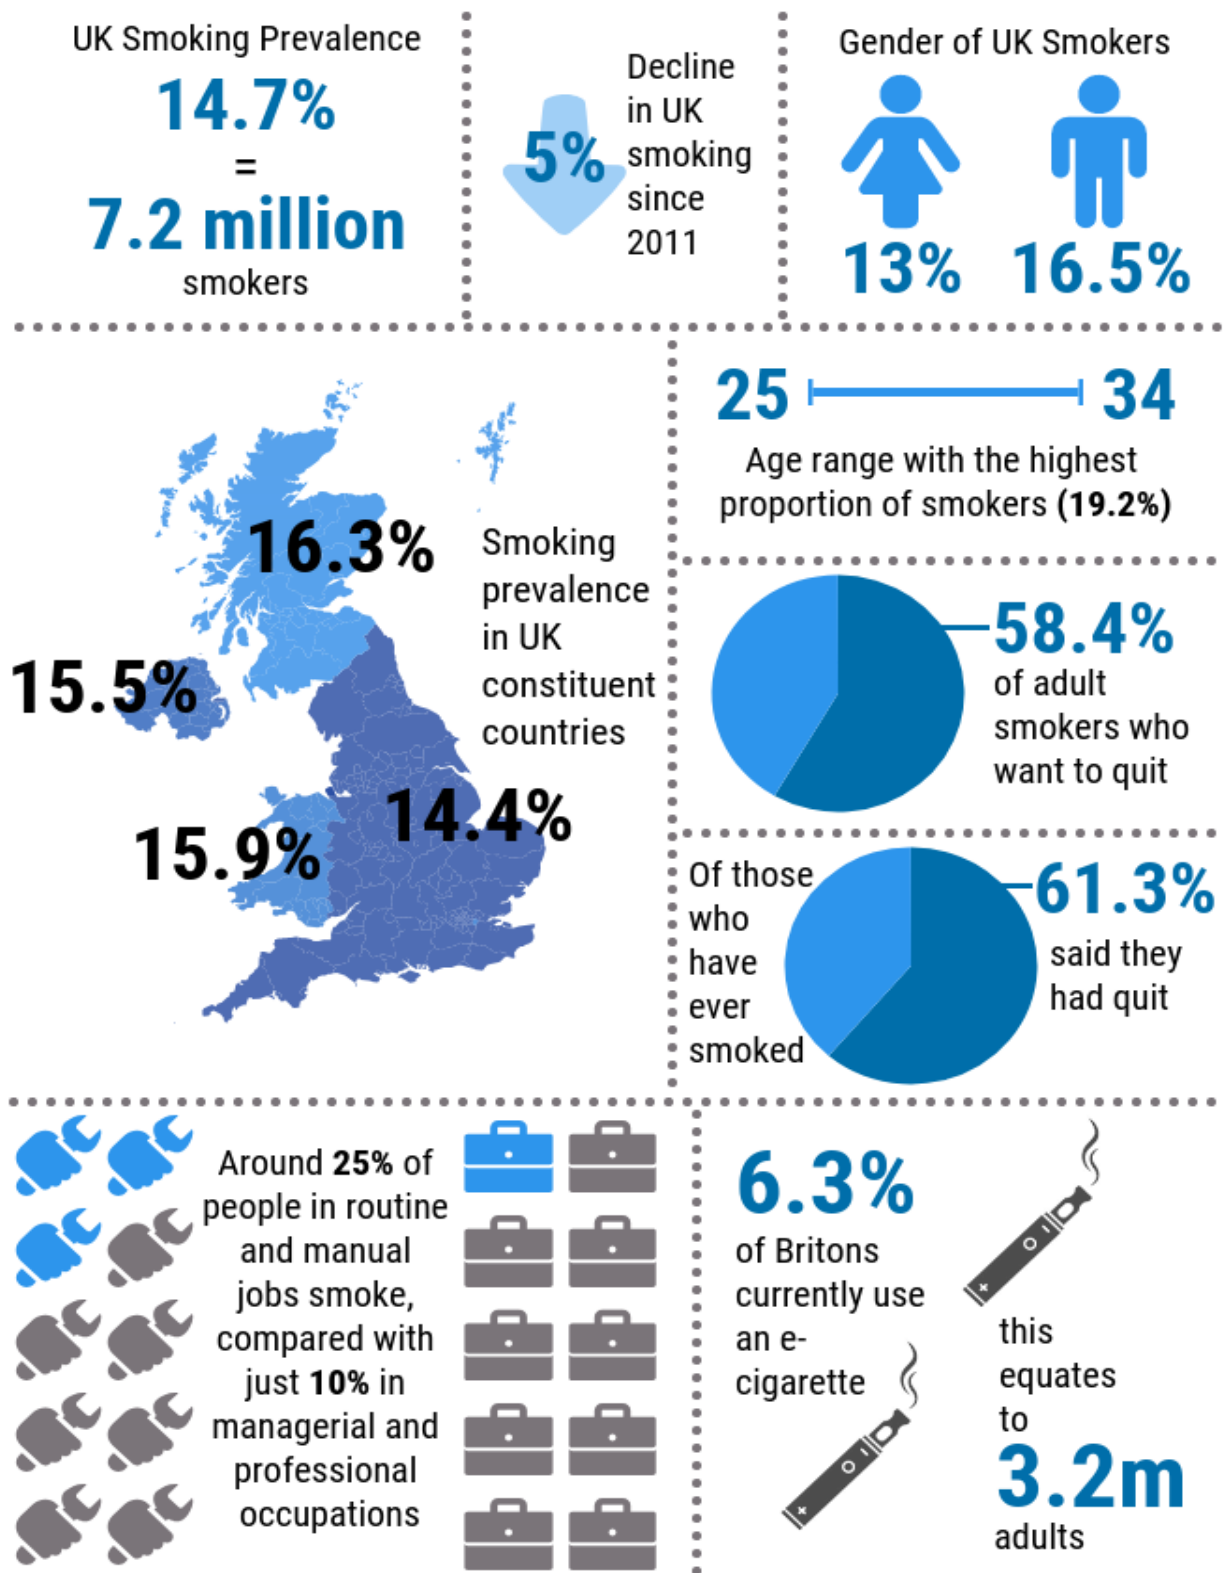 UK Smoking Prevalence
14.7%
=
7.2 million
smokers
5%
Decline
in UK
smoking
since
2011
Gender of UK Smokers
13%
16.5%
16.3%
15.5%
15.9%
14.4%
Smoking
prevalence
in UK
constituent
countries
25
34
Age range with the highest
proportion of smokers (19.2%)
58.4%
of adult
smokers who
want to quit
Of those
who
have
ever
smoked
61.3%
said they
had quit
Around 25% of
people in routine
and manual
jobs smoke,
compared with
just 10% in
managerial and
professional
occupations
6.3%
of Britons
currently use
an e-
cigarette
this
equates
to
3.2m
adults